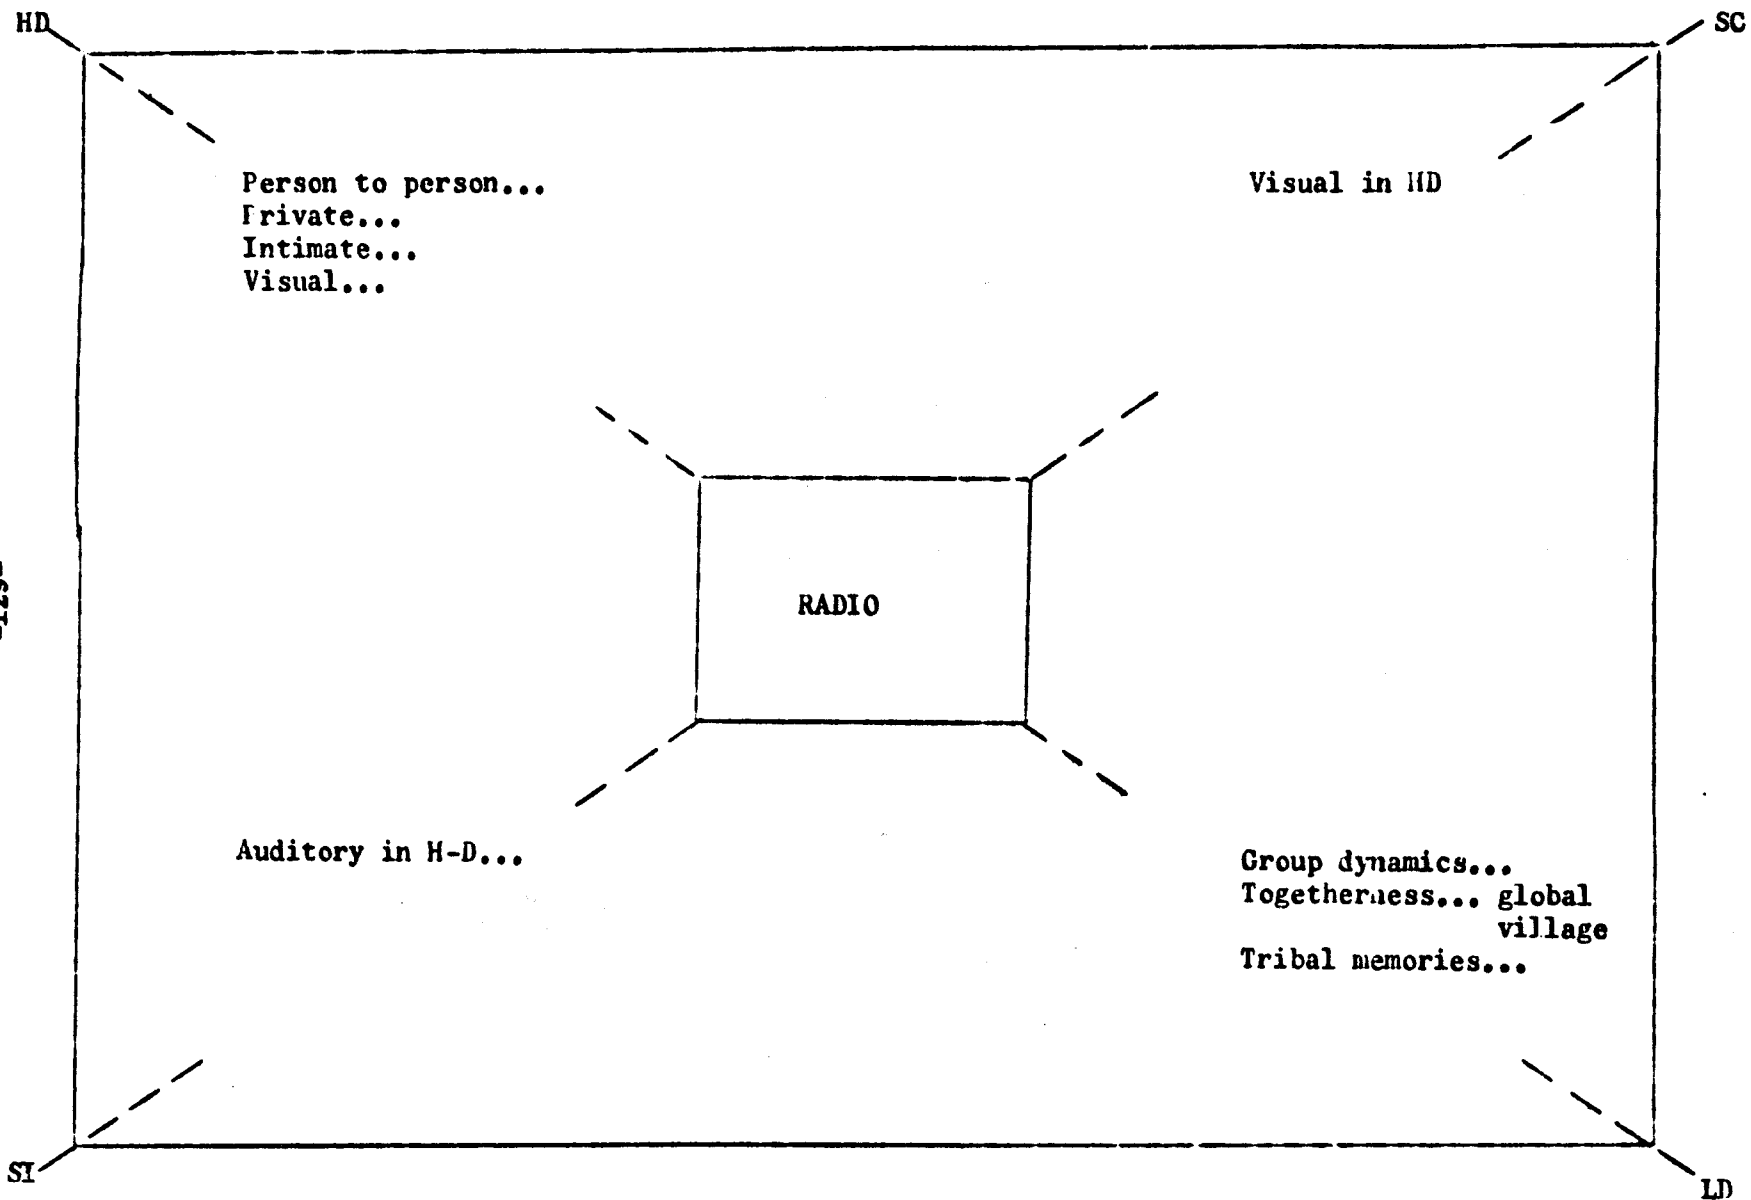 HD
SC
Person to person...
Private...
Intimate...
Visual...
Visual in HD
RADIO
-129-
Auditory in H-D...
Group dynamics...
Togetherness... global
village
Tribal memories...
SI
LD